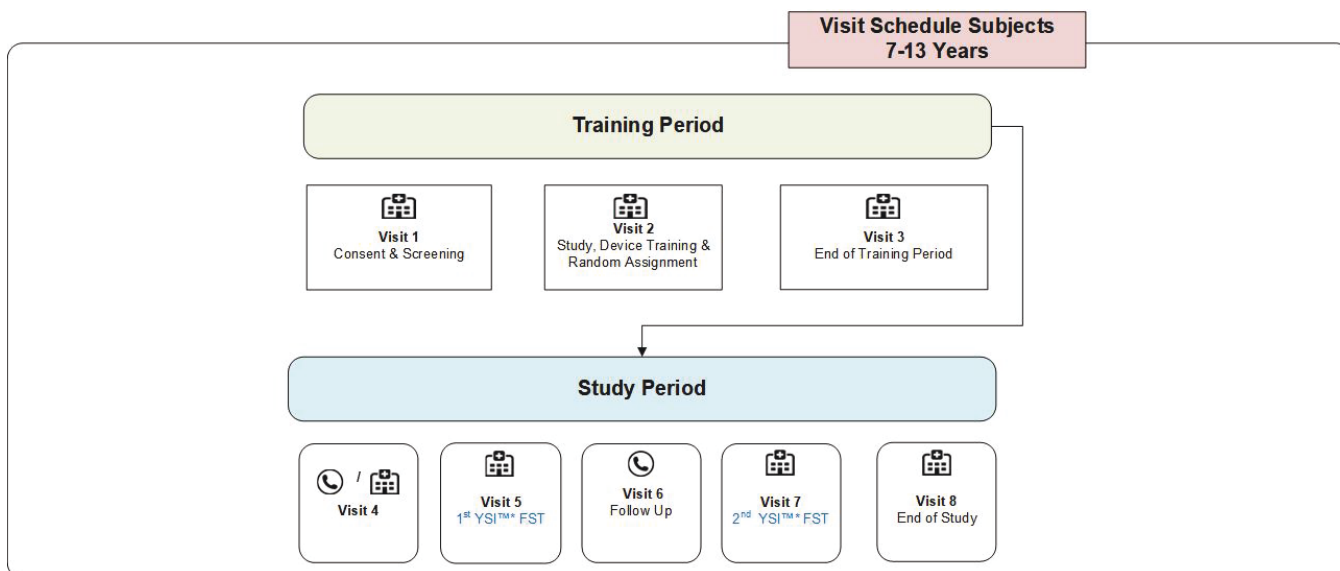 Visit Schedule Subjects
7-13 Years
Training Period
Visit 1
Consent & Screening
Visit 2
Study, Device Training &
Random Assignment
Visit 3
End of Training Period
Study Period
/
Visit 4
Visit 5
1st YSI™* FST
Visit 6
Follow Up
Visit 7
2nd YSI™* FST
Visit 8
End of Study